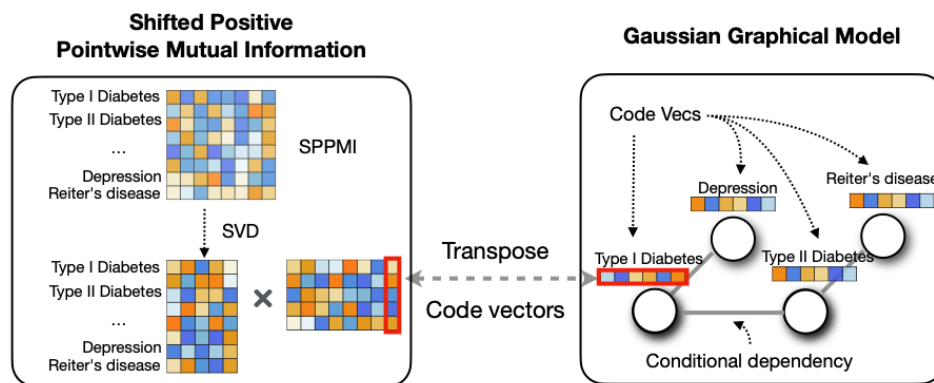 Shifted Positive
Pointwise Mutual Information
Gaussian Graphical Model
Type I Diabetes
Type II Diabetes
...
Depression
Reiter's disease
SPPMI
SVD
Type I Diabetes
Type II Diabetes
...
Depression
Reiter's disease
×
Transpose
Code vectors
Code Vecs
Depression
Reiter's disease
Type I Diabetes
Type II Diabetes
Conditional dependency